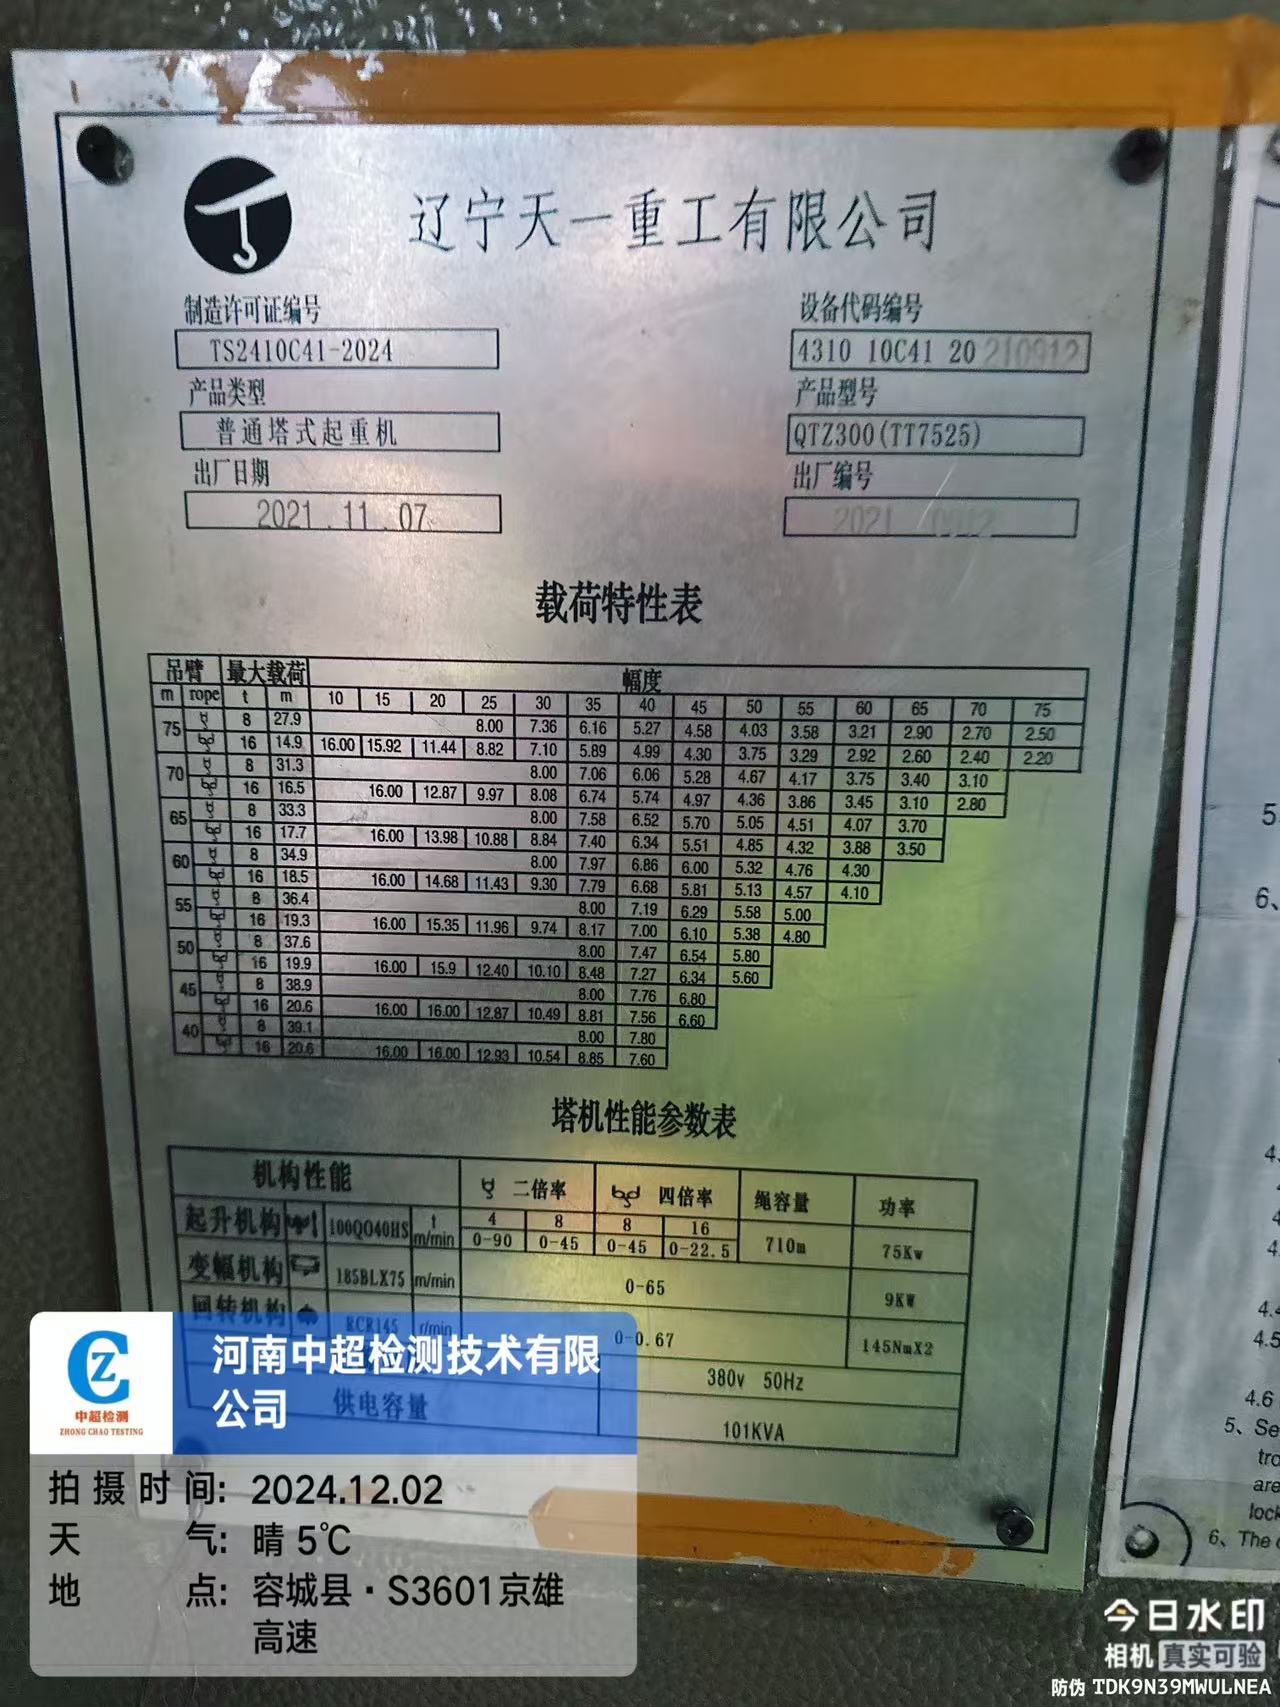 辽宁天一重工有限公司
制造许可证编号 设备代码编号
TS2410C41-2024 4310 10C41 20 210912
产品类型 产品型号
普通塔式起重机 QTZ300(TT7525)
出厂日期 出厂编号
2021.11.07 2021 0912
载荷特性表
吊臂 最大载荷 幅度
m rope t m 10 15 20 25 30 35 40 45 50 55 60 65 70 75
75 8 27.9 8.00 7.36 6.16 5.27 4.58 4.03 3.58 3.21 2.90 2.70 2.50
16 14.9 16.00 15.92 11.44 8.82 7.10 5.89 4.99 4.30 3.75 3.29 2.92 2.60 2.40 2.20
70 8 31.3 8.00 7.06 6.06 5.28 4.67 4.17 3.75 3.40 3.10
16 16.5 16.00 12.87 9.97 8.08 6.74 5.74 4.97 4.36 3.86 3.45 3.10 2.80
65 8 33.3 8.00 7.58 6.52 5.70 5.05 4.51 4.07 3.70
16 17.7 16.00 13.98 10.88 8.84 7.40 6.34 5.51 4.85 4.32 3.88 3.50
60 8 34.9 8.00 7.97 6.86 6.00 5.32 4.76 4.30
16 18.5 16.00 14.68 11.43 9.30 7.79 6.68 5.81 5.13 4.57 4.10
55 8 36.4 8.00 7.19 6.29 5.58 5.00
16 19.3 16.00 15.35 11.96 9.74 8.17 7.00 6.10 5.38 4.80
50 8 37.6 8.00 7.47 6.54 5.80
16 19.9 16.00 15.9 12.40 10.10 8.48 7.27 6.34 5.60
45 8 38.9 8.00 7.76 6.80
16 20.6 16.00 16.00 12.87 10.49 8.81 7.56 6.60
40 8 39.1 8.00 7.80
16 20.6 16.00 16.00 12.93 10.54 8.85 7.60
塔机性能参数表
机构性能 二倍率 四倍率 绳容量 功率
起升机构 100QO40HS t 4 8 8 16 710m 75Kw
m/min 0-90 0-45 0-45 0-22.5
变幅机构 185BLX75 m/min 0-65 9KW
回转机构 RCR145 r/min 0-0.67 145NmX2
380v 50Hz
供电容量 101KVA
中超检测
ZHONG CHAO TESTING
河南中超检测技术有限
公司
拍摄时间: 2024.12.02
天气: 晴 5℃
地点: 容城县·S3601京雄
高速
5
6、
4.4
4.5
4.6
5、Se
tro
are
lock
6、The
今日水印
相机 真实可验
防伪 TDK9N39MWULNEA